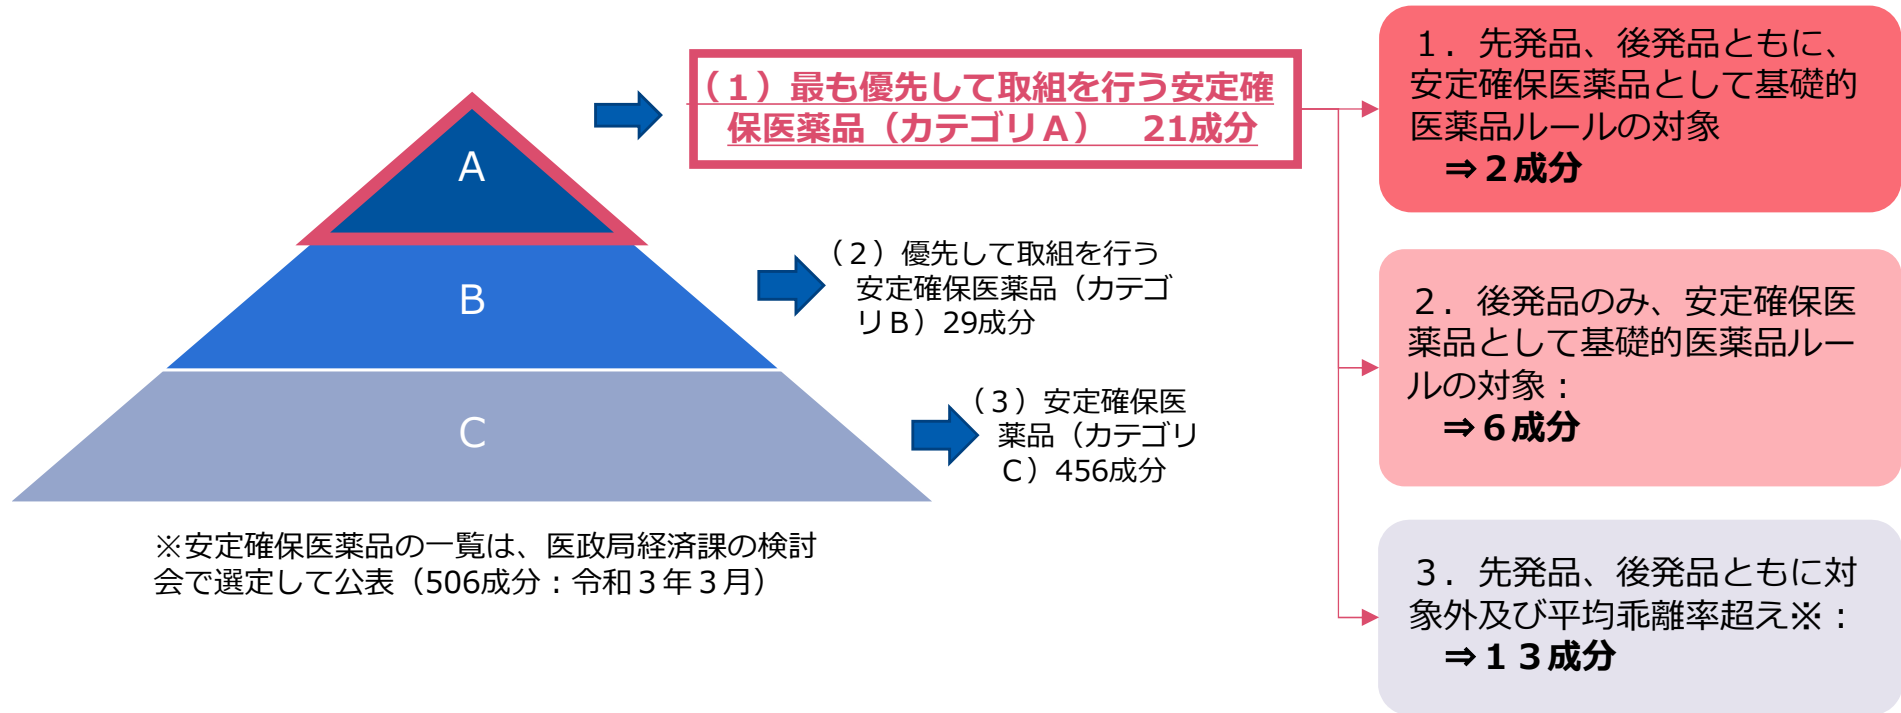 A
B
C
（１）最も優先して取組を行う安定確
保医薬品（カテゴリＡ）　21成分
（２）優先して取組を行う
安定確保医薬品（カテゴ
リＢ）29成分
（３）安定確保医
薬品（カテゴリ
Ｃ）456成分
※安定確保医薬品の一覧は、医政局経済課の検討
会で選定して公表（506成分：令和３年３月）
１．先発品、後発品ともに、
安定確保医薬品として基礎的
医薬品ルールの対象
⇒２成分
２．後発品のみ、安定確保医
薬品として基礎的医薬品ルー
ルの対象：
⇒６成分
３．先発品、後発品ともに対
象外及び平均乖離率超え※：
⇒１３成分